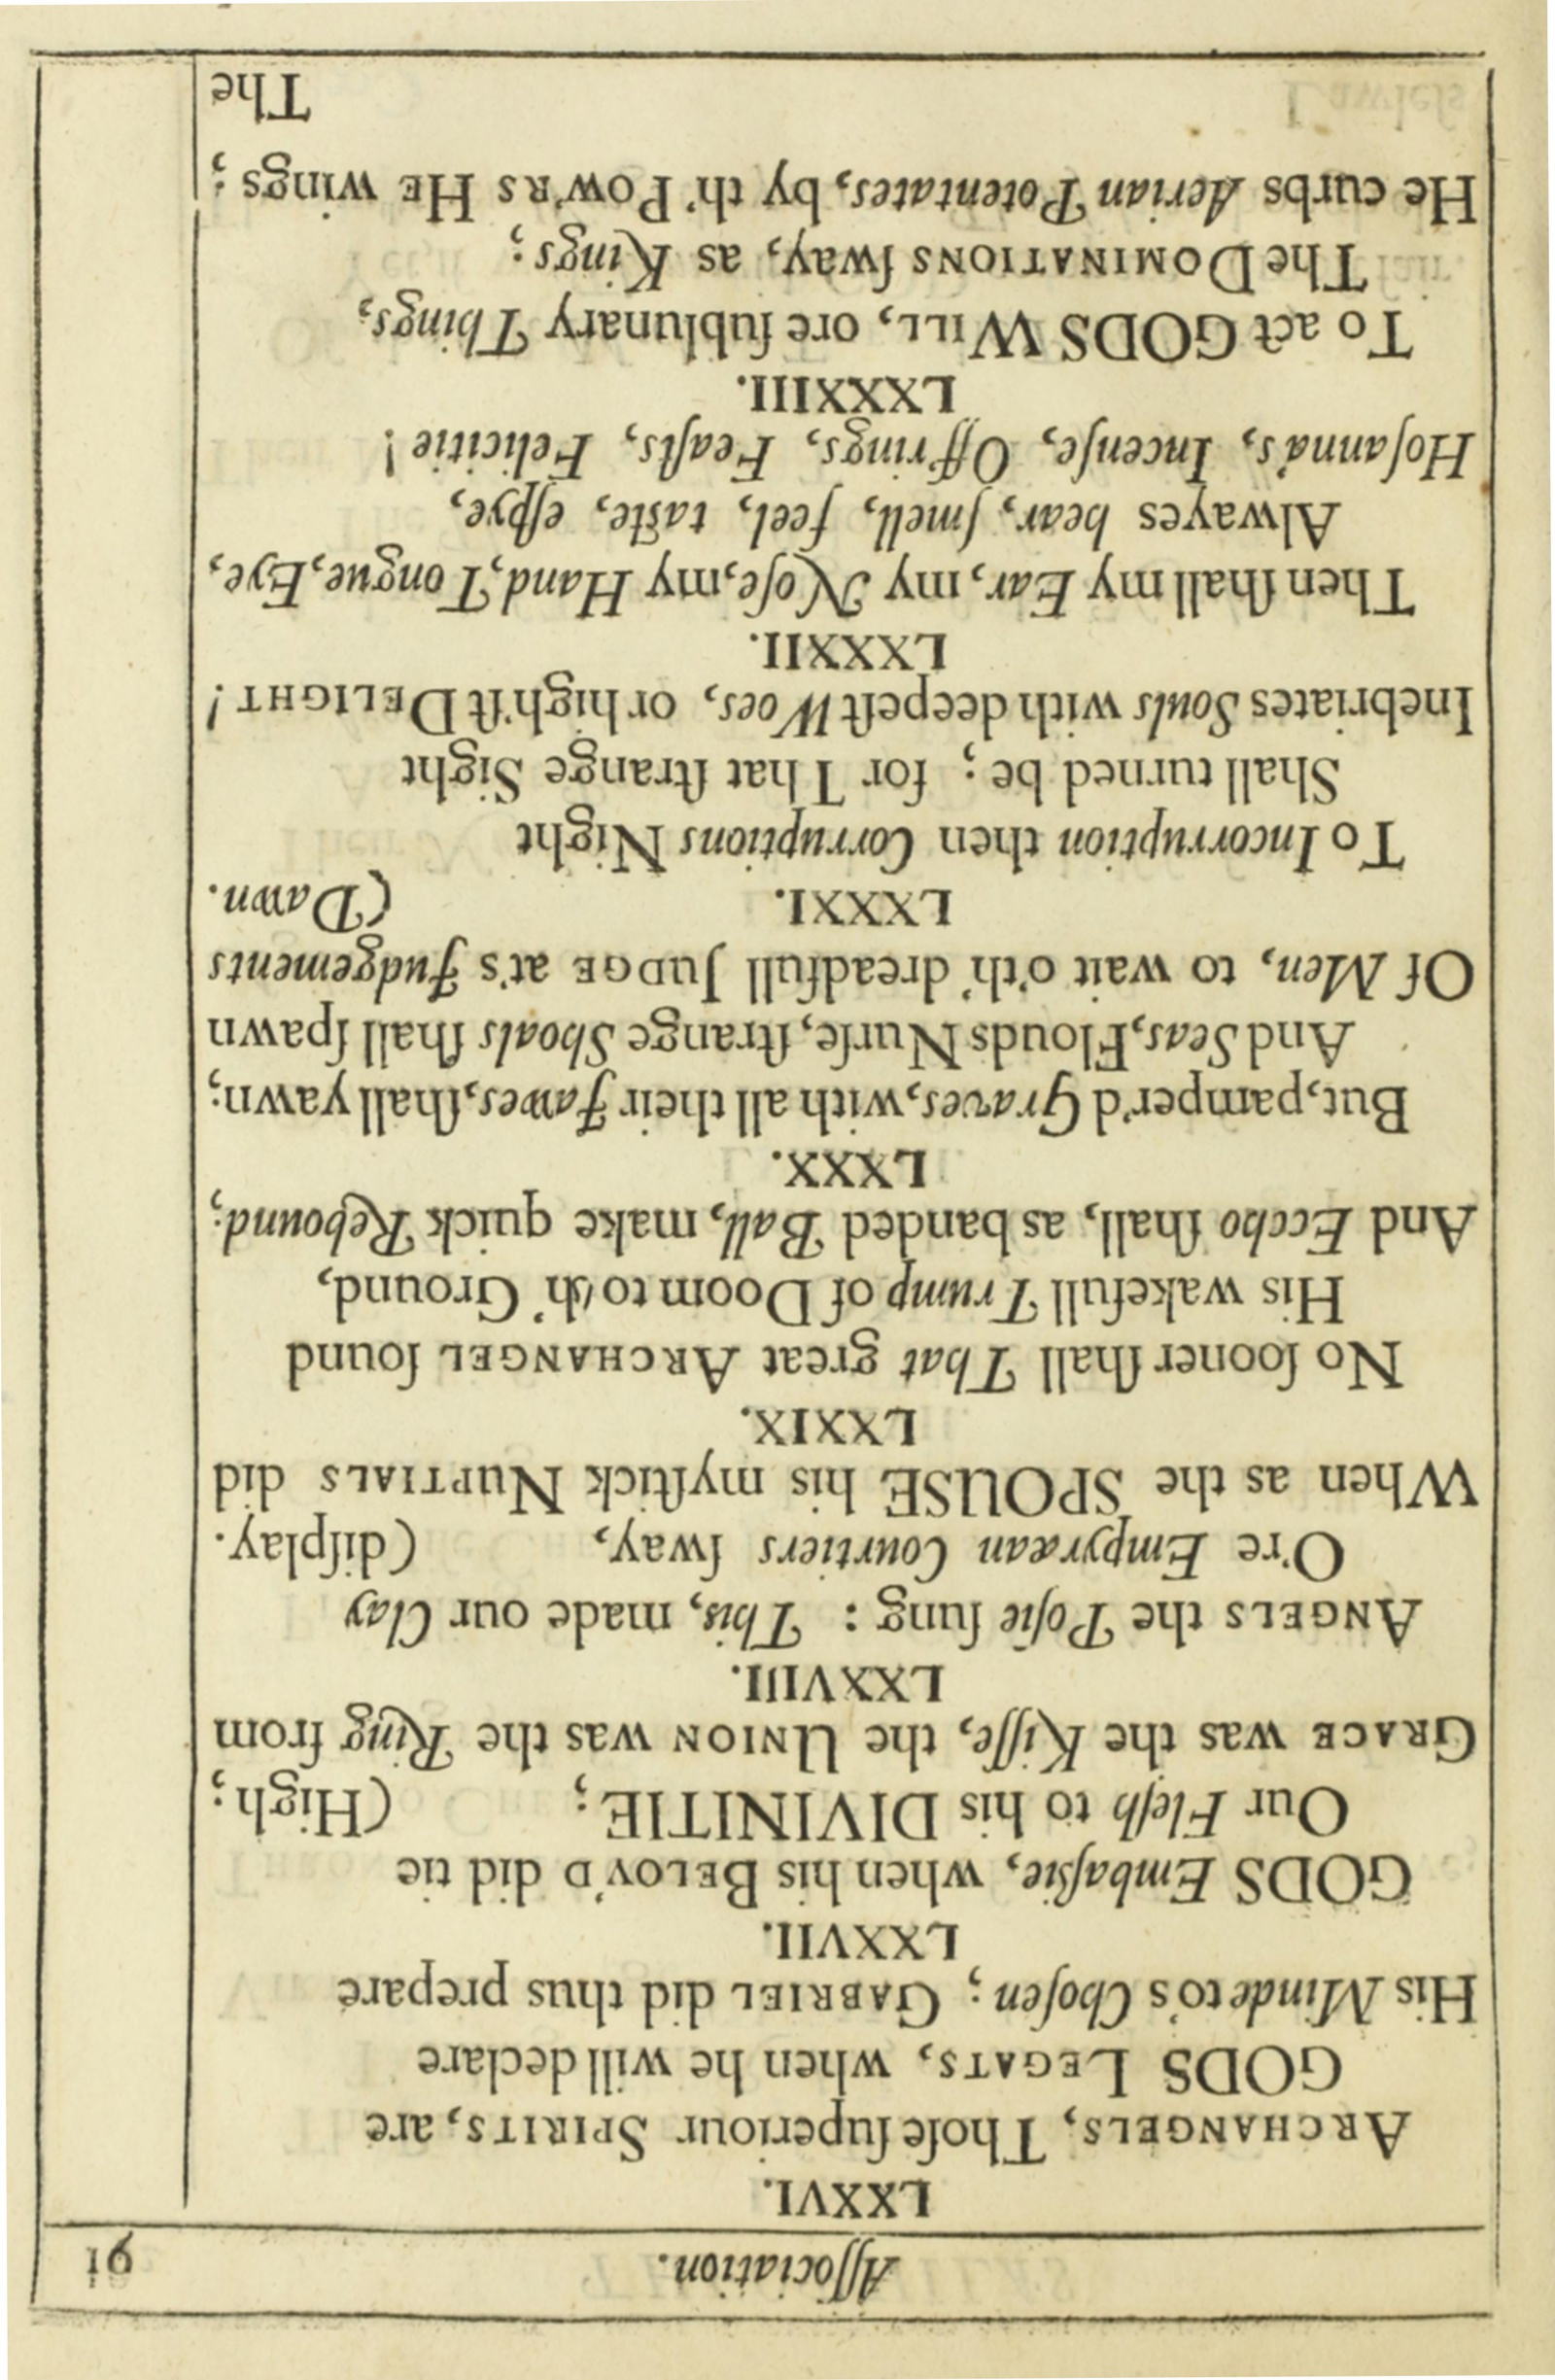 Aſſociation. 91
LXXVI.
ARCHANGELS, Thoſe ſuperiour SPIRITS, are
GODS LEGATS, when he will declare
His Minde to's Choſen; GABRIEL did thus prepare
LXXVII.
GODS Embaſſie, when his BELOV'D did tie
Our Fleſh to his DIVINITIE; (High;
GRACE was the Kiſſe, the UNION was the Ring from
LXXVIII.
ANGELS the Poſie ſung: This, made our Clay
O're Empyræan Courtiers ſway, (diſplay.
When as the SPOUSE his myſtick NUPTIALS did
LXXIX.
No ſooner ſhall That great ARCHANGEL ſound
His wakefull Trump of Doom to th' Ground,
And Eccho ſhall, as banded Ball, make quick Rebound;
LXXX.
But, pamper'd Graves, with all their Jawes, ſhall yawn;
And Seas, Flouds Nurſe, ſtrange Shoals ſhall ſpawn
Of Men, to wait o'th' dreadfull JUDGE at's Judgements
LXXXI. (Dawn.
To Incorruption then Corruptions Night
Shall turned be; for That ſtrange Sight
Inebriates Souls with deepeſt Woes, or high'ſt DELIGHT!
LXXXII.
Then ſhall my Ear, my Noſe, my Hand, Tongue, Eye,
Alwayes hear, ſmell, feel, taſte, eſpye,
Hoſanna's, Incenſe, Off'rings, Feaſts, Felicitie!
LXXXIII.
To act GODS WILL, ore ſublunary Things,
The DOMINATIONS ſway, as Kings;
He curbs Aerian Potentates, by th' POW'RS HE wings;
The